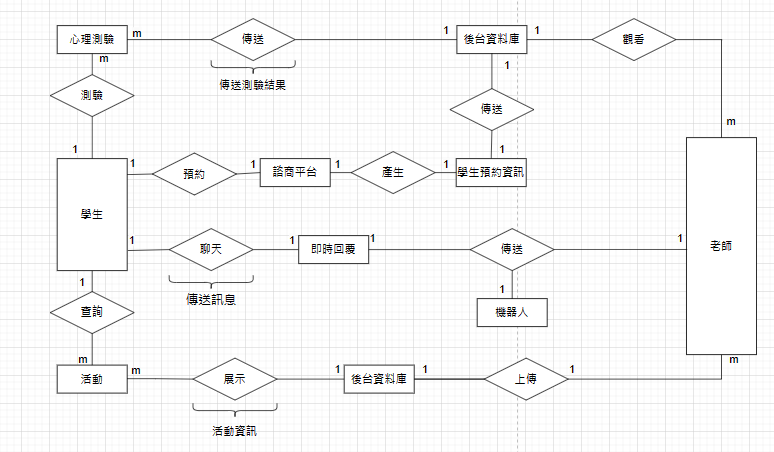 心理測驗
m
傳送
1
後台資料庫
1
觀看
m
傳送測驗結果
1
測驗
傳送
m
1
1
1
預約
1
諮商平台
1
產生
1
學生預約資訊
學生
1
聊天
1
即時回覆
1
傳送
1
老師
傳送訊息
1
查詢
1
機器人
m
活動
m
展示
1
後台資料庫
1
上傳
1
m
活動資訊